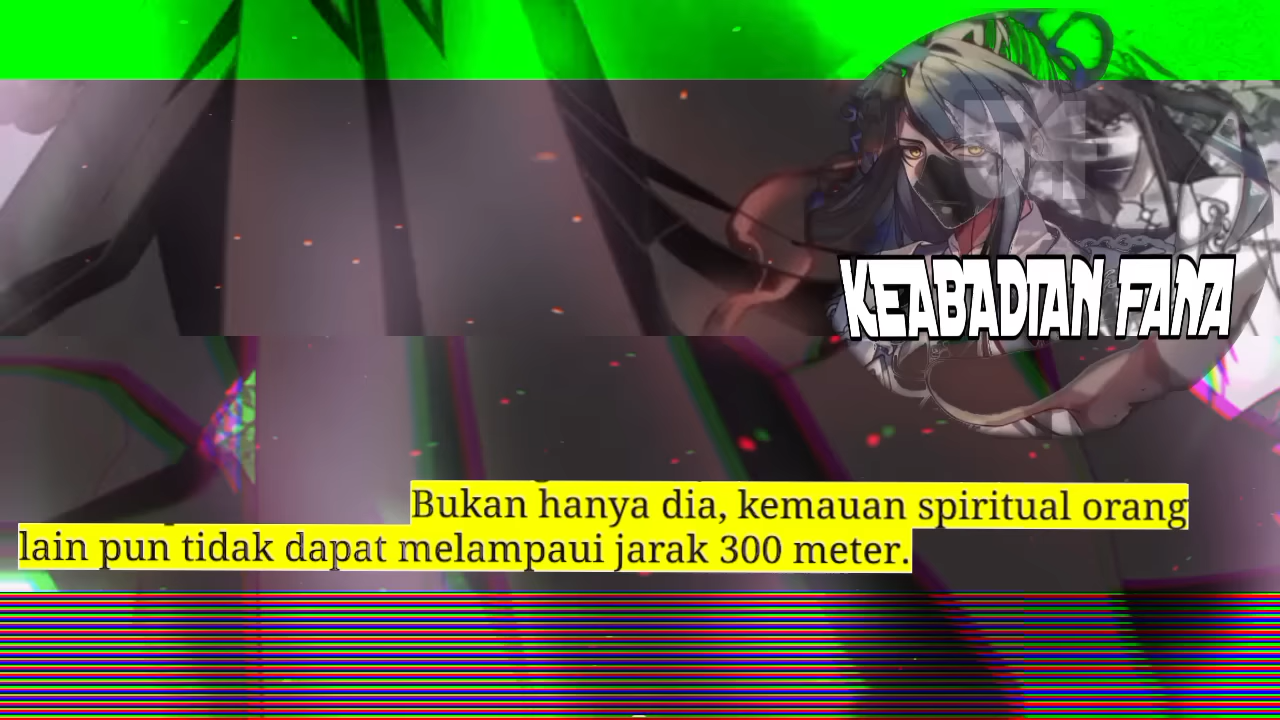 KEABADIAN FANA
Bukan hanya dia, kemauan spiritual orang
lain pun tidak dapat melampaui jarak 300 meter.